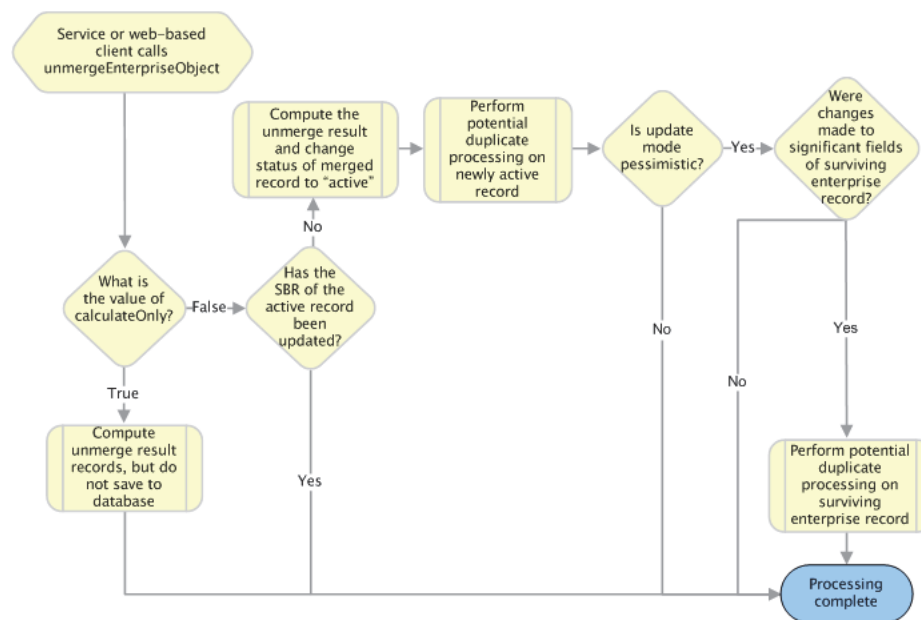 Service or web-based
client calls
unmergeEnterpriseObject
Compute the
unmerge result
and change
status of merged
record to “active”
Perform
potential
duplicate
processing on
newly active
record
Is update
mode
pessimistic?
Yes
Were
changes
made to
significant fields
of surviving
enterprise
record?
No
What is
the value of
calculateOnly?
False
Has the
SBR of the
active record
been
updated?
No
Yes
True
No
Compute
unmerge result
records, but do
not save to
database
Yes
Perform potential
duplicate
processing on
surviving
enterprise record
Processing
complete